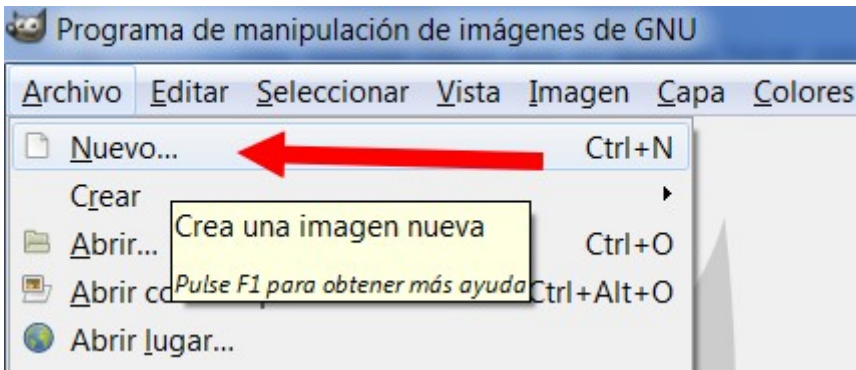 Programa de manipulación de imágenes de GNU
Archivo Editar Seleccionar Vista Imagen Capa Colores
Nuevo... Ctrl+N
Crear
Crea una imagen nueva
Abrir... Ctrl+O
Pulse F1 para obtener más ayuda
Abrir Ctrl+Alt+O
Abrir lugar...